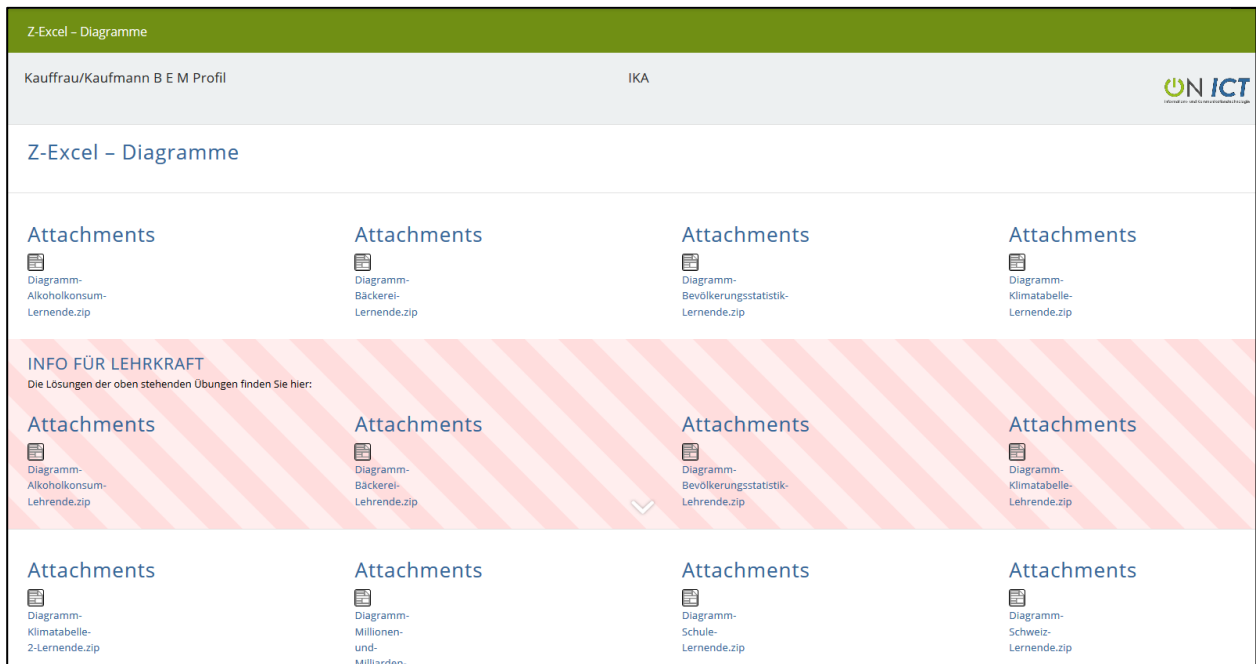 Z-Excel – Diagramme
Kauffrau/Kaufmann B E M Profil
IKA
ON ICT
Z-Excel – Diagramme
Attachments
Diagramm-
Alkoholkonsum-
Lernende.zip
Attachments
Diagramm-
Bäckerei-
Lernende.zip
Attachments
Diagramm-
Bevölkerungsstatistik-
Lernende.zip
Attachments
Diagramm-
Klimatabelle-
Lernende.zip
INFO FÜR LEHRKRAFT
Die Lösungen der oben stehenden Übungen finden Sie hier:
Attachments
Diagramm-
Alkoholkonsum-
Lehrende.zip
Attachments
Diagramm-
Bäckerei-
Lehrende.zip
Attachments
Diagramm-
Bevölkerungsstatistik-
Lehrende.zip
Attachments
Diagramm-
Klimatabelle-
Lehrende.zip
Attachments
Diagramm-
Klimatabelle-
2-Lernende.zip
Attachments
Diagramm-
Millionen-
und-
Milliarden-
Attachments
Diagramm-
Schule-
Lernende.zip
Attachments
Diagramm-
Schweiz-
Lernende.zip